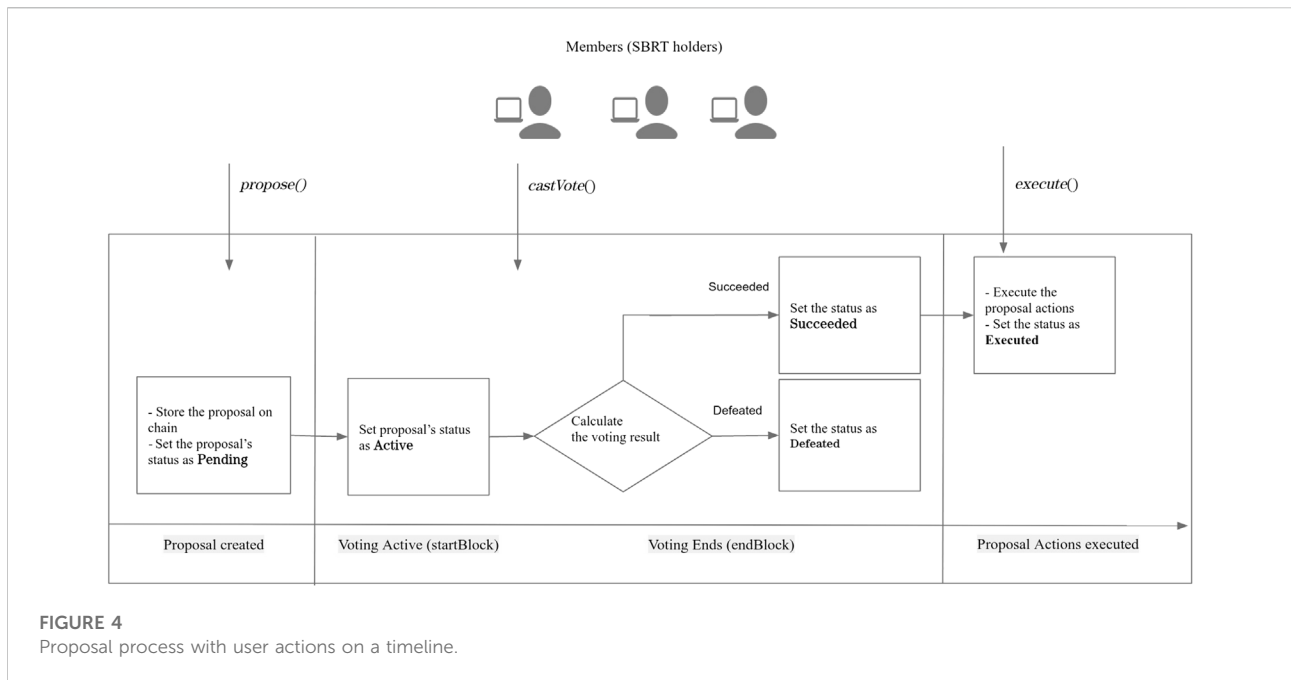 Members (SBRT holders)
propose()
castVote()
execute()
- Store the proposal on
chain
- Set the proposal's
status as Pending
Set proposal's status
as Active
Calculate
the voting result
Succeeded
Defeated
Set the status as
Succeeded
Set the status as
Defeated
- Execute the
proposal actions
- Set the status as
Executed
Proposal created
Voting Active (startBlock)
Voting Ends (endBlock)
Proposal Actions executed
FIGURE 4
Proposal process with user actions on a timeline.